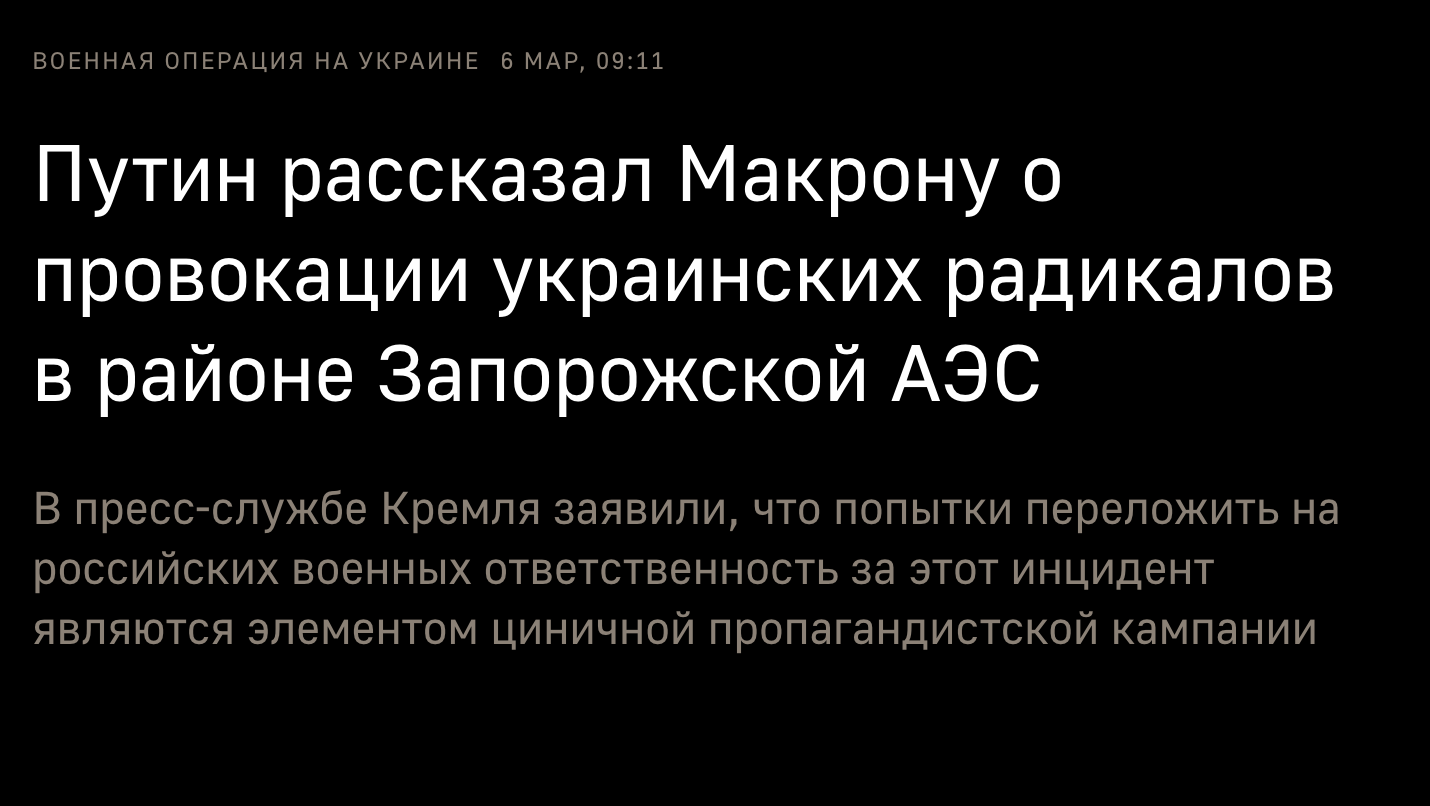 ВОЕННАЯ ОПЕРАЦИЯ НА УКРАИНЕ 6 МАР, 09:11
Путин рассказал Макрону о
провокации украинских радикалов
в районе Запорожской АЭС
В пресс-службе Кремля заявили, что попытки переложить на
российских военных ответственность за этот инцидент
являются элементом циничной пропагандистской кампании